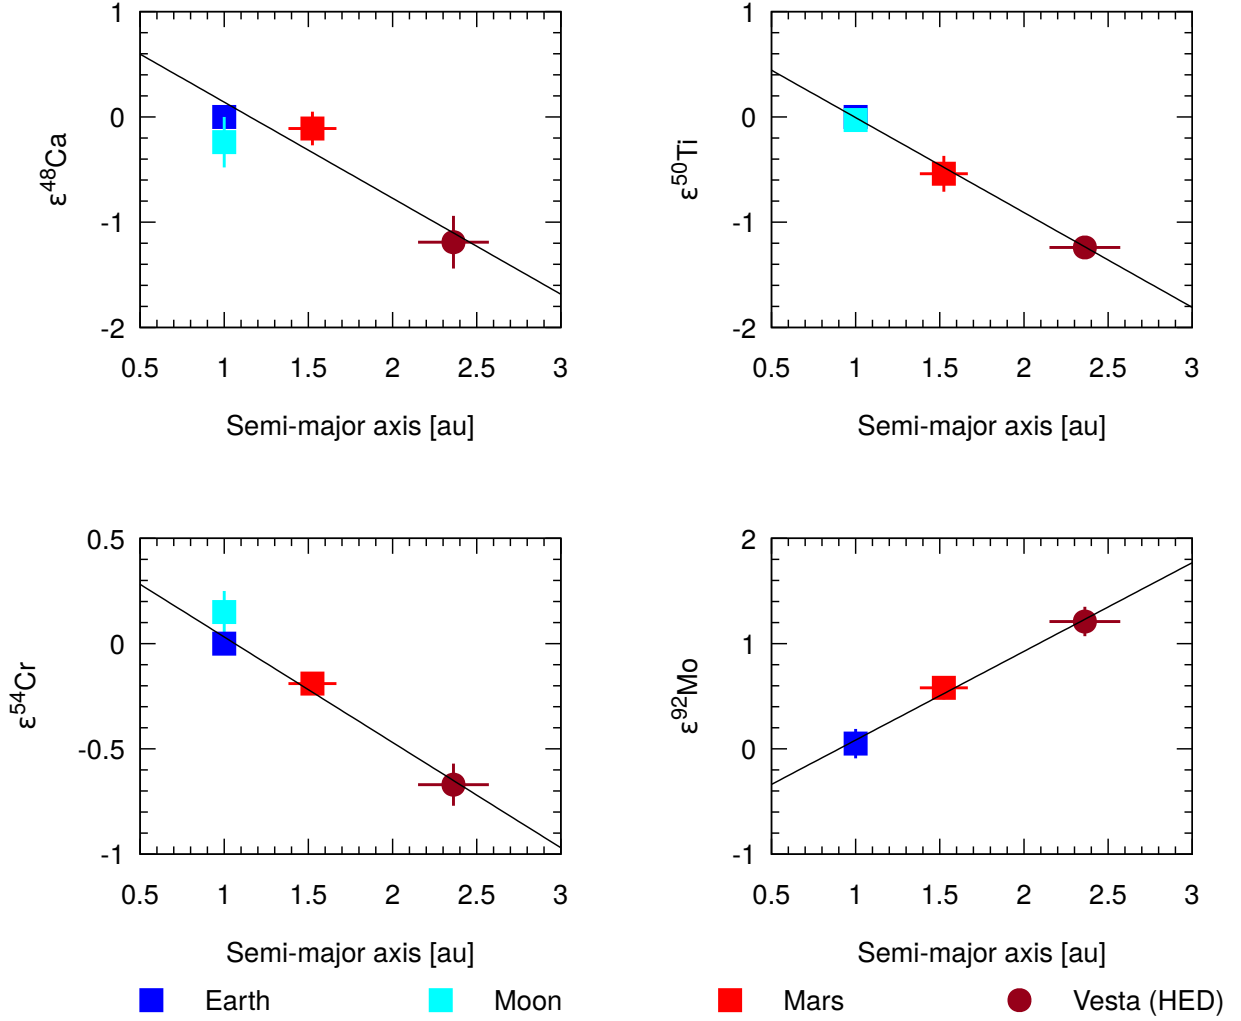 1
0
-1
-2
ε⁴⁸Ca
0.5 1 1.5 2 2.5 3
Semi-major axis [au]
1
0
-1
-2
ε⁵⁰Ti
0.5 1 1.5 2 2.5 3
Semi-major axis [au]
0.5
0
-0.5
-1
ε⁵⁴Cr
0.5 1 1.5 2 2.5 3
Semi-major axis [au]
2
1
0
-1
ε⁹²Mo
0.5 1 1.5 2 2.5 3
Semi-major axis [au]
Earth Moon Mars Vesta (HED)